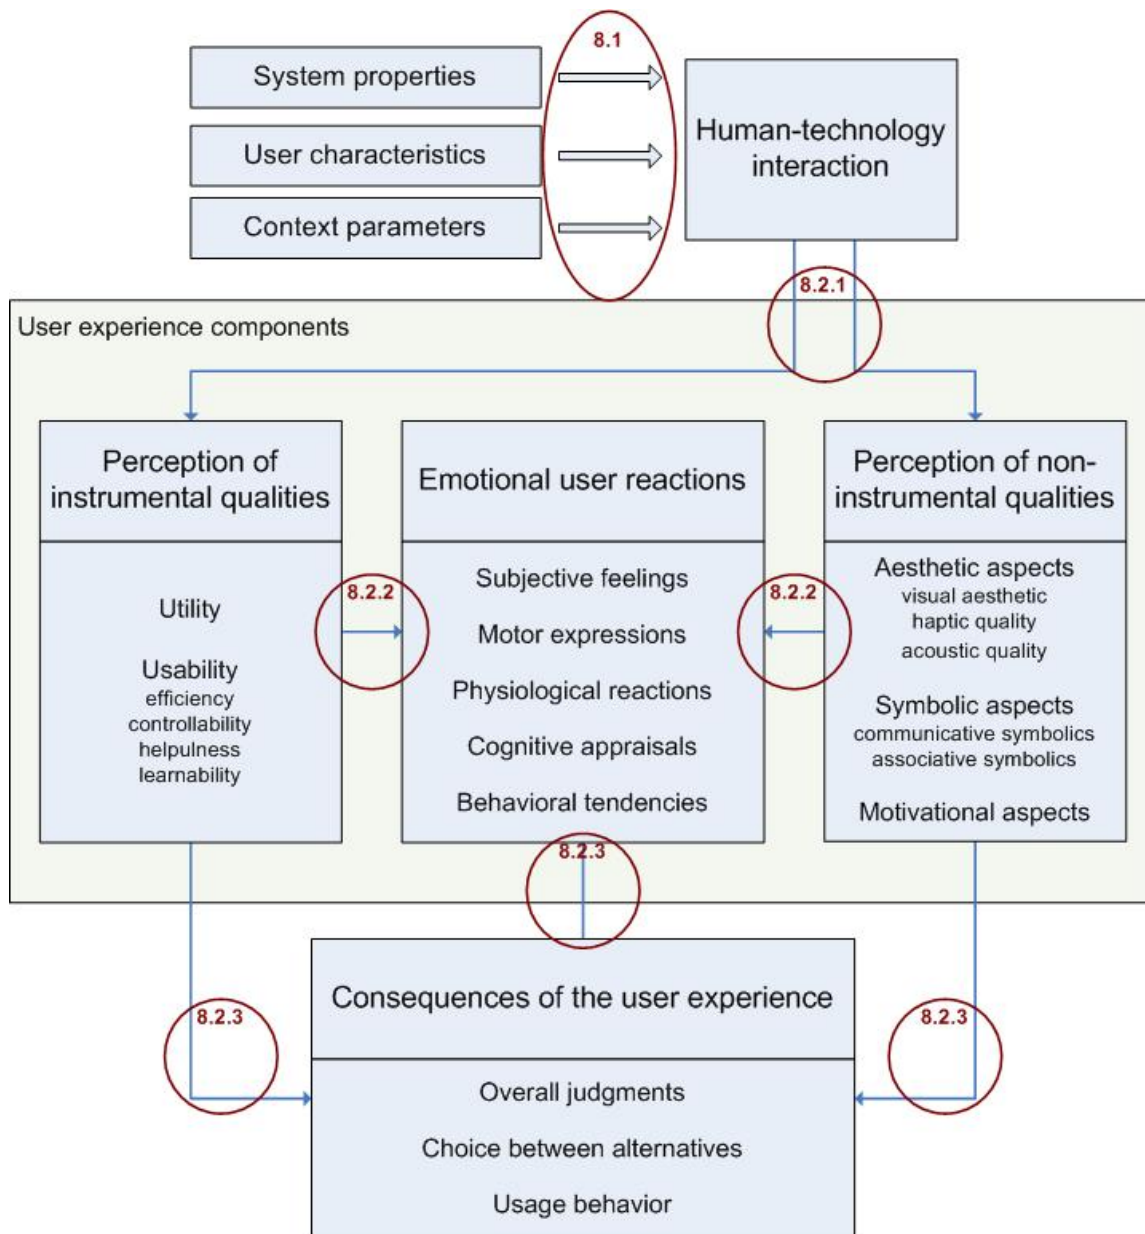 8.1
System properties
User characteristics
Context parameters
Human-technology
interaction
8.2.1
User experience components
Perception of
instrumental qualities
Utility
Usability
efficiency
controllability
helpulness
learnability
8.2.2
Emotional user reactions
Subjective feelings
Motor expressions
Physiological reactions
Cognitive appraisals
Behavioral tendencies
8.2.2
Perception of non-
instrumental qualities
Aesthetic aspects
visual aesthetic
haptic quality
acoustic quality
Symbolic aspects
communicative symbolics
associative symbolics
Motivational aspects
8.2.3
8.2.3
8.2.3
Consequences of the user experience
Overall judgments
Choice between alternatives
Usage behavior